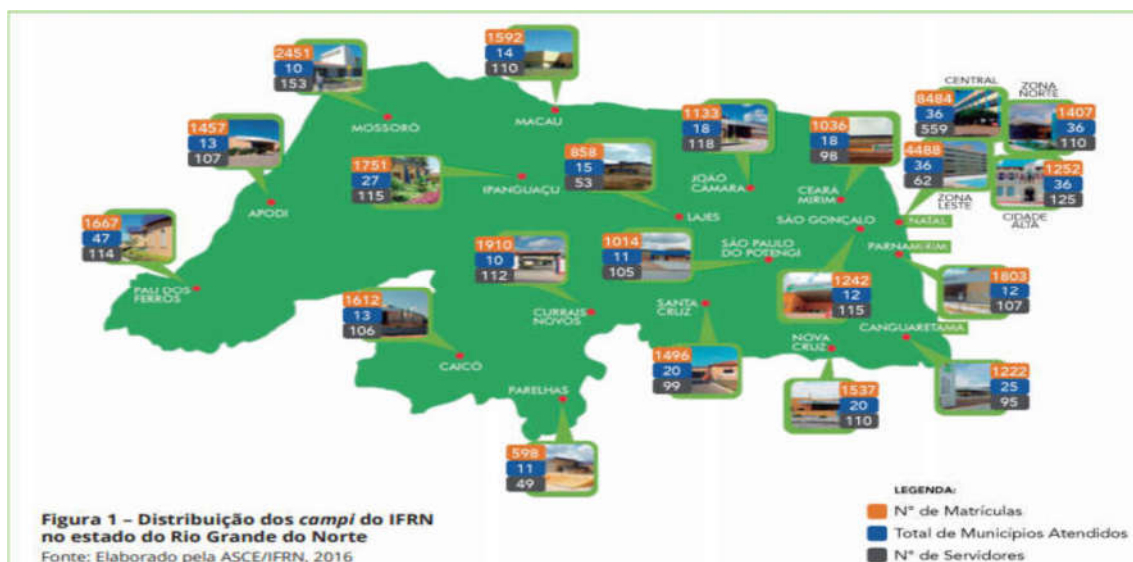 2451
10
153
MOSSORÓ
1592
14
110
MACAU
1133
18
118
JOÃO
CÂMARA
1036
18
98
CEARÁ
MIRIM
CENTRAL
8484
36
559
ZONA
NORTE
1407
36
110
4488
36
62
ZONA
LESTE
1252
36
125
CIDADE
ALTA
NATAL
1457
13
107
APODI
1751
27
115
IPANGUAÇU
858
15
53
LAJES
SÃO GONÇALO
1242
12
115
PARNAMIRIM
1803
12
107
1667
47
114
PAU DOS
FERROS
1910
10
112
CURRAIS
NOVOS
1014
11
105
SÃO PAULO
DO POTENGI
1612
13
106
CAICÓ
SANTA
CRUZ
1496
20
99
NOVA
CRUZ
1537
20
110
CANGUARETAMA
1222
25
95
PARELHAS
598
11
49
Figura 1 – Distribuição dos campi do IFRN
no estado do Rio Grande do Norte
Fonte: Elaborado pela ASCE/IFRN, 2016
LEGENDA:
N° de Matrículas
Total de Municípios Atendidos
N° de Servidores